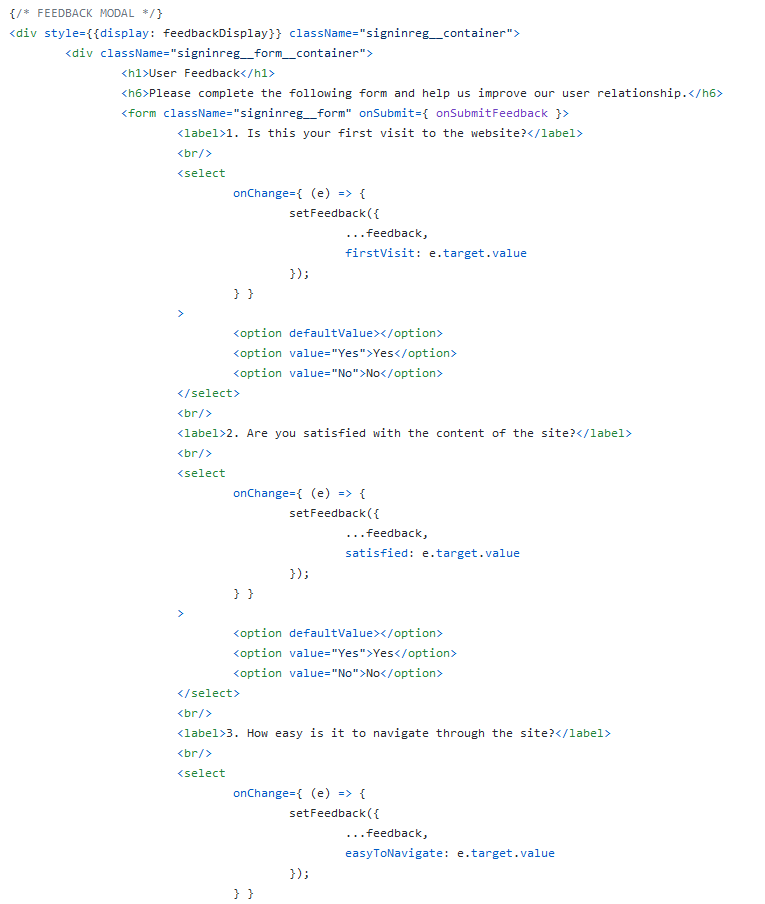 {/* FEEDBACK MODAL */}
<div style={{display: feedbackDisplay}} className="signinreg__container">
<div className="signinreg__form__container">
<h1>User Feedback</h1>
<h6>Please complete the following form and help us improve our user relationship.</h6>
<form className="signinreg__form" onSubmit={ onSubmitFeedback }>
<label>1. Is this your first visit to the website?</label>
<br/>
<select
onChange={ (e) => {
setFeedback({
...feedback,
firstVisit: e.target.value
});
} }
>
<option defaultValue></option>
<option value="Yes">Yes</option>
<option value="No">No</option>
</select>
<br/>
<label>2. Are you satisfied with the content of the site?</label>
<br/>
<select
onChange={ (e) => {
setFeedback({
...feedback,
satisfied: e.target.value
});
} }
>
<option defaultValue></option>
<option value="Yes">Yes</option>
<option value="No">No</option>
</select>
<br/>
<label>3. How easy is it to navigate through the site?</label>
<br/>
<select
onChange={ (e) => {
setFeedback({
...feedback,
easyToNavigate: e.target.value
});
} }